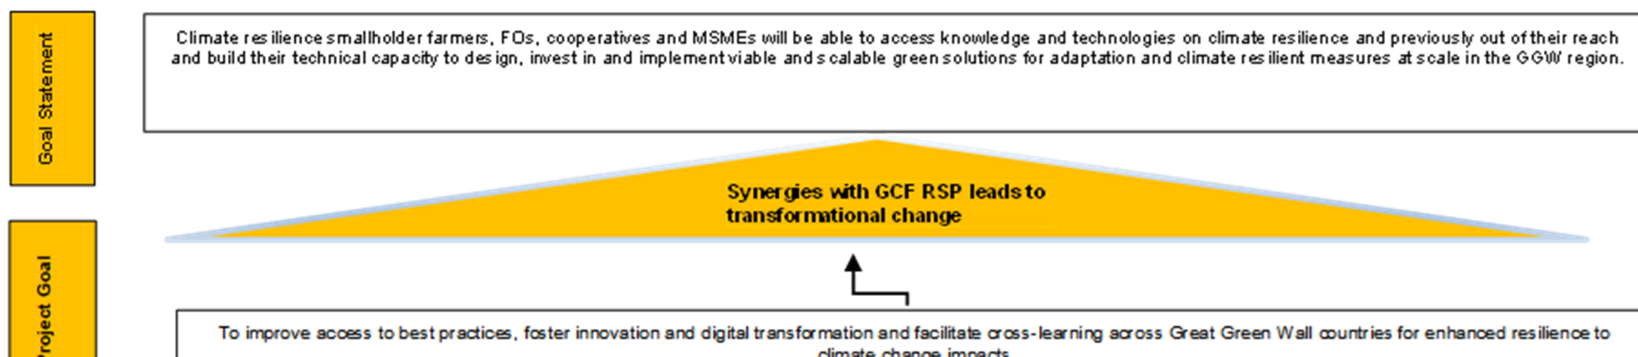 Goal Statement
Climate resilience smallholder farmers, FOs, cooperatives and MSMEs will be able to access knowledge and technologies on climate resilience and previously out of their reach
and build their technical capacity to design, invest in and implement viable and scalable green solutions for adaptation and climate resilient measures at scale in the GGW region.
Synergies with GCF RSP leads to
transformational change
Project Goal
To improve access to best practices, foster innovation and digital transformation and facilitate cross-learning across Great Green Wall countries for enhanced resilience to
climate change impacts